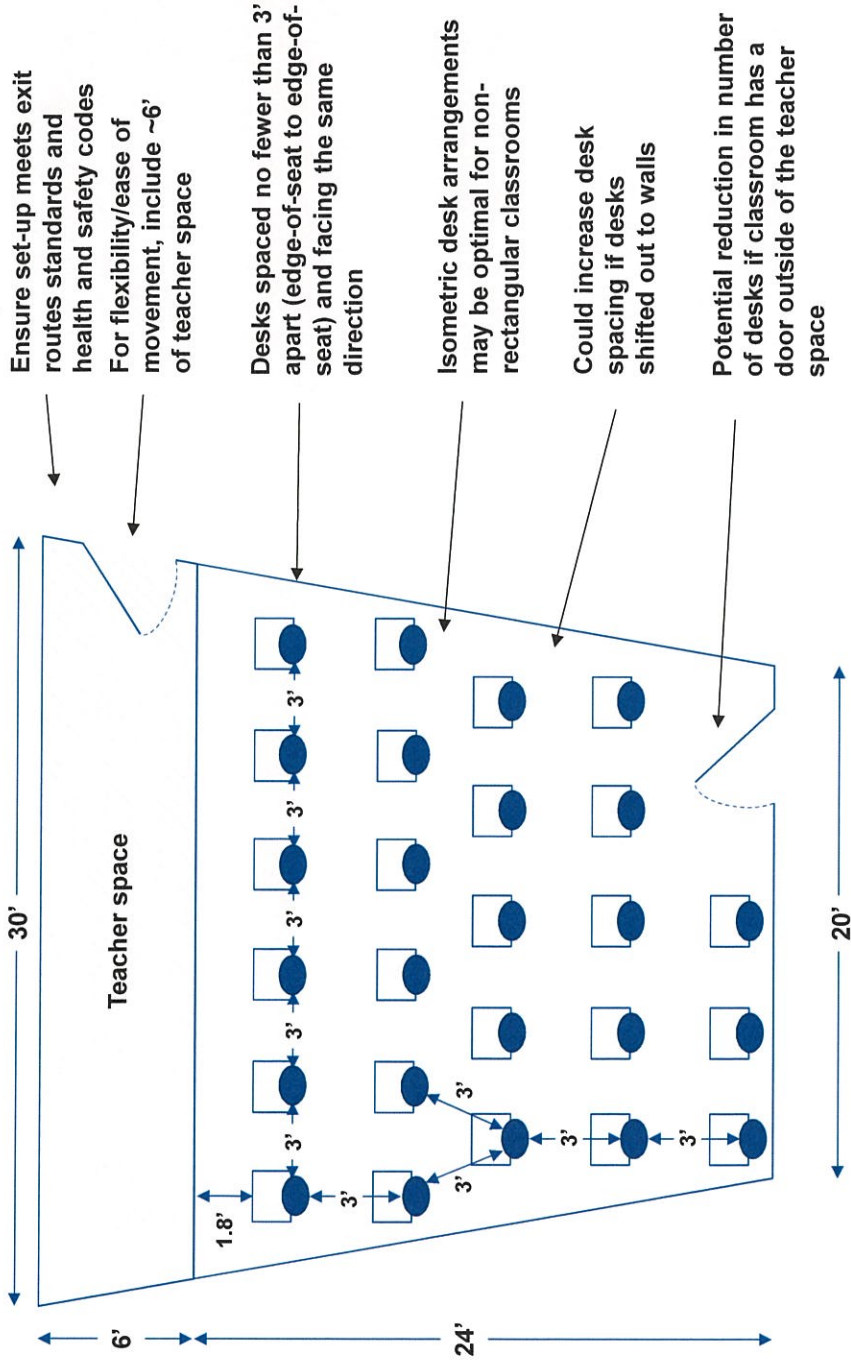 30'
Ensure set-up meets exit
routes standards and
health and safety codes
For flexibility/ease of
movement, include ~6'
of teacher space
6'
Teacher space
Desks spaced no fewer than 3'
apart (edge-of-seat to edge-of-
seat) and facing the same
direction
1.8'
3'
3'
3'
3'
3'
3'
Isometric desk arrangements
may be optimal for non-
rectangular classrooms
24'
3'
3'
3'
3'
Could increase desk
spacing if desks
shifted out to walls
Potential reduction in number
of desks if classroom has a
door outside of the teacher
space
20'